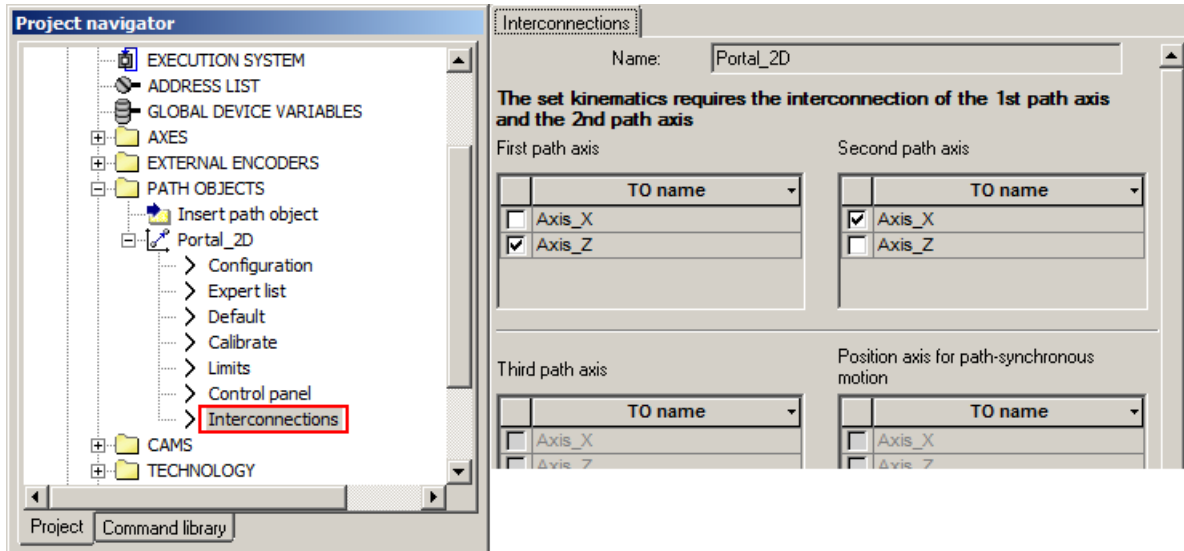 Project navigator
EXECUTION SYSTEM
ADDRESS LIST
GLOBAL DEVICE VARIABLES
AXES
EXTERNAL ENCODERS
PATH OBJECTS
Insert path object
Portal_2D
Configuration
Expert list
Default
Calibrate
Limits
Control panel
Interconnections
CAMS
TECHNOLOGY
Project
Command library
Interconnections
Name:
Portal_2D
The set kinematics requires the interconnection of the 1st path axis
and the 2nd path axis
First path axis
TO name
Axis_X
Axis_Z
Second path axis
TO name
Axis_X
Axis_Z
Third path axis
TO name
Axis_X
Axis_Z
Position axis for path-synchronous
motion
TO name
Axis_X
Axis_Z